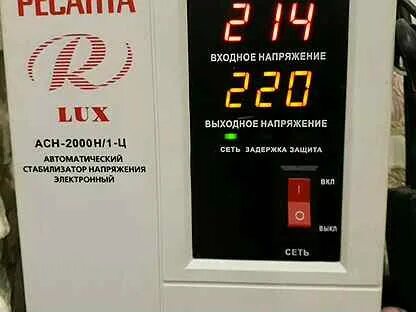 РЕСАНТА
R
LUX
АСН-2000Н/1-Ц
АВТОМАТИЧЕСКИЙ
СТАБИЛИЗАТОР НАПРЯЖЕНИЯ
ЭЛЕКТРОННЫЙ
214
ВХОДНОЕ НАПРЯЖЕНИЕ
220
ВЫХОДНОЕ НАПРЯЖЕНИЕ
СЕТЬ ЗАДЕРЖКА ЗАЩИТА
ВКЛ
ВЫКЛ
СЕТЬ